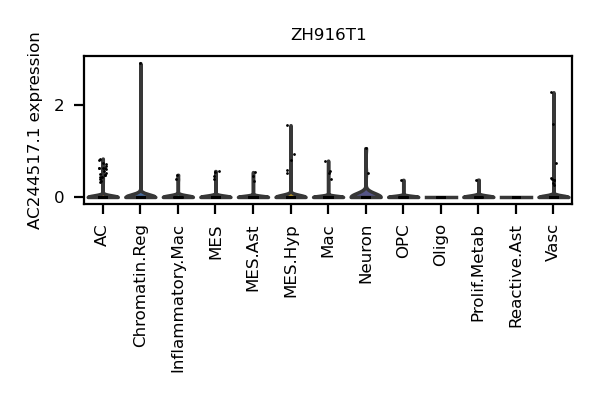 ZH916T1
AC244517.1 expression
2
0
AC
Chromatin.Reg
Inflammatory.Mac
MES
MES.Ast
MES.Hyp
Mac
Neuron
OPC
Oligo
Prolif.Metab
Reactive.Ast
Vasc